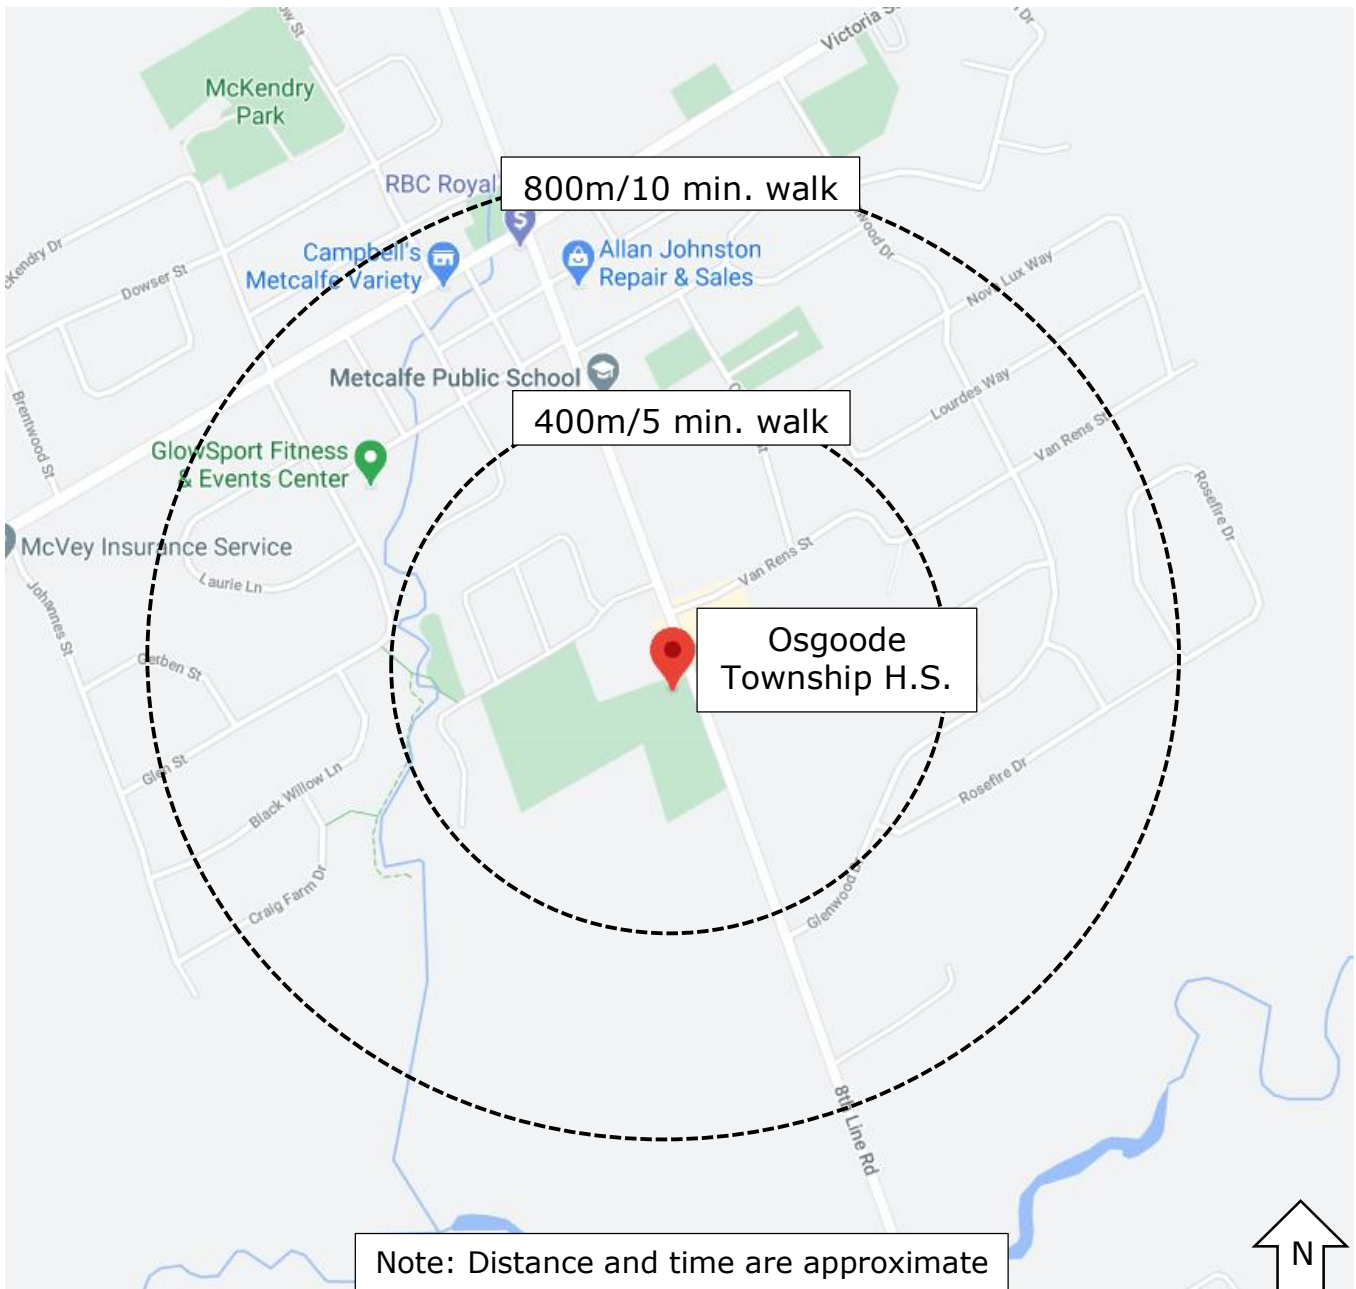 Victoria S
McKendry
Park
800m/10 min. walk
RBC Royal
$
Campbell's
Metcalfe Variety
Allan Johnston
Repair & Sales
wood Dr
Kendry Dr
Dowser St
Nova Lux Way
Metcalfe Public School
400m/5 min. walk
Brentwood St
Lourdes Way
Van Rens St
GlowSport Fitness
& Events Center
Rosefire Dr
McVey Insurance Service
Laurie Ln
Van Rens St
Johannes St
Osgoode
Township H.S.
Gerben St
Glen St
Black Willow Ln
Rosefire Dr
Craig Farm Dr
Glenwood Dr
8th Line Rd
Note: Distance and time are approximate
N